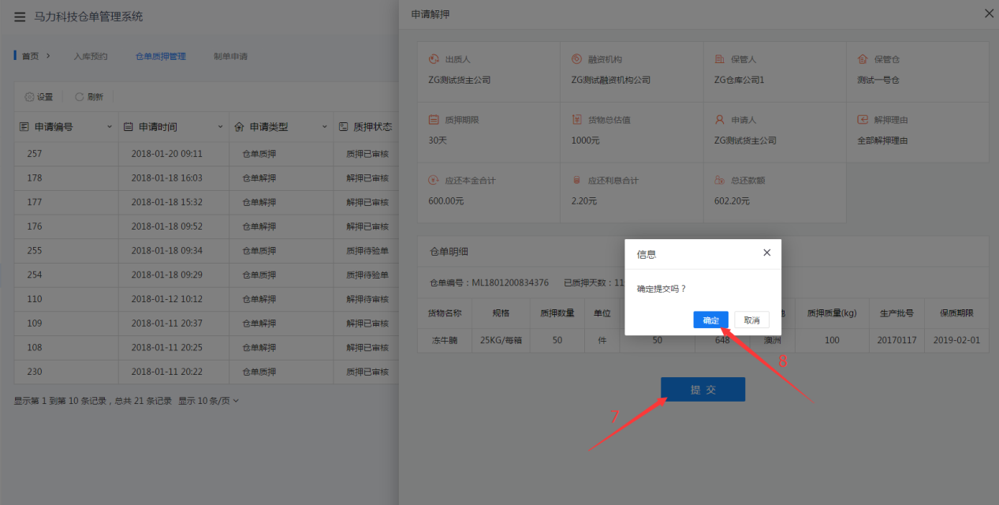 马力科技仓单管理系统
首页 入库预约 仓单质押管理 制单申请
设置 刷新
申请编号 申请时间 申请类型 质押状态
257 2018-01-20 09:11 仓单质押 质押已审核
178 2018-01-18 16:03 仓单解押 解押已审核
177 2018-01-18 15:32 仓单解押 解押已审核
176 2018-01-18 09:52 仓单解押 解押已审核
255 2018-01-18 09:34 仓单质押 质押待验单
254 2018-01-18 09:29 仓单质押 质押待验单
110 2018-01-12 10:12 仓单解押 解押待审核
109 2018-01-11 20:37 仓单解押 解押已审核
108 2018-01-11 20:25 仓单解押 解押已审核
230 2018-01-11 20:22 仓单质押 质押已审核
显示第 1 到第 10 条记录，总共 21 条记录 显示 10 条/页
申请解押
出质人 融资机构 保管人 保管仓
ZG测试货主公司 ZG测试融资机构公司 ZG仓库公司1 测试一号仓
质押期限 货物总估值 申请人 解押理由
30天 1000元 ZG测试货主公司 全部解押理由
应还本金合计 应还利息合计 总还款额
600.00元 2.20元 602.20元
仓单明细
仓单编号：ML1801200834376 已质押天数：11
货物名称 规格 质押数量 单位 质押质量(kg) 生产批号 保质期限
冻牛腩 25KG/每箱 50 件 50 648 澳洲 100 20170117 2019-02-01
信息
确定提交吗？
确定 取消
8
提 交
7